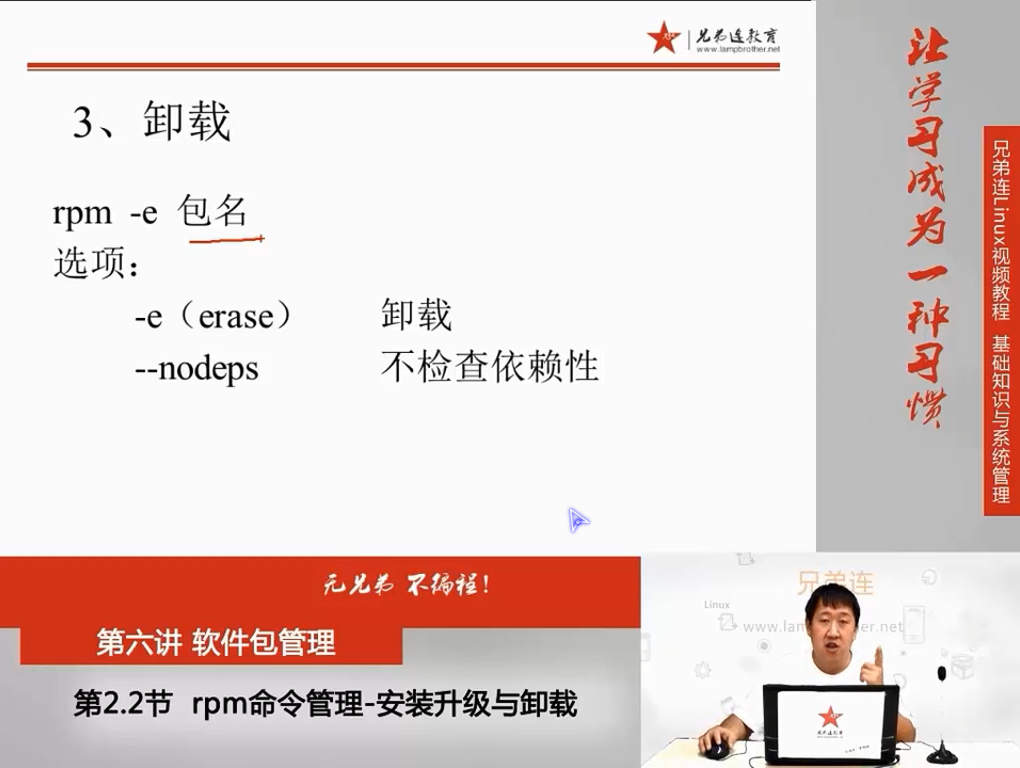 兄弟连教育
www.lampbrother.net
3、卸载
rpm -e 包名
选项：
-e（erase） 卸载
--nodeps 不检查依赖性
让学习成为一种习惯
兄弟连Linux视频教程 基础知识与系统管理
无兄弟 不编程!
第六讲 软件包管理
第2.2节 rpm命令管理-安装升级与卸载
兄弟连
Linux
www.lampbrother.net